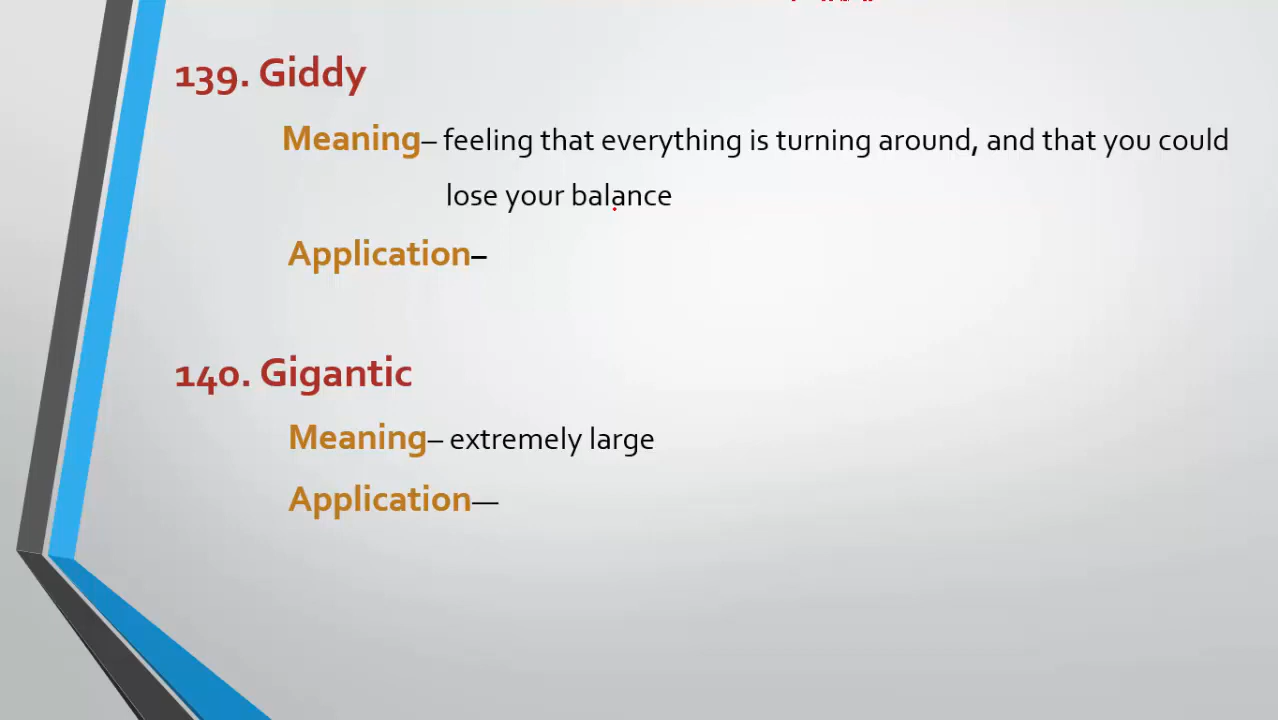 139. Giddy
Meaning– feeling that everything is turning around, and that you could
lose your balance
Application–
140. Gigantic
Meaning– extremely large
Application—